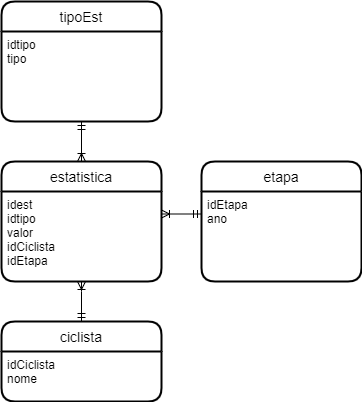 tipoEst
idtipo
tipo
estatistica
idest
idtipo
valor
idCiclista
idEtapa
etapa
idEtapa
ano
ciclista
idCiclista
nome